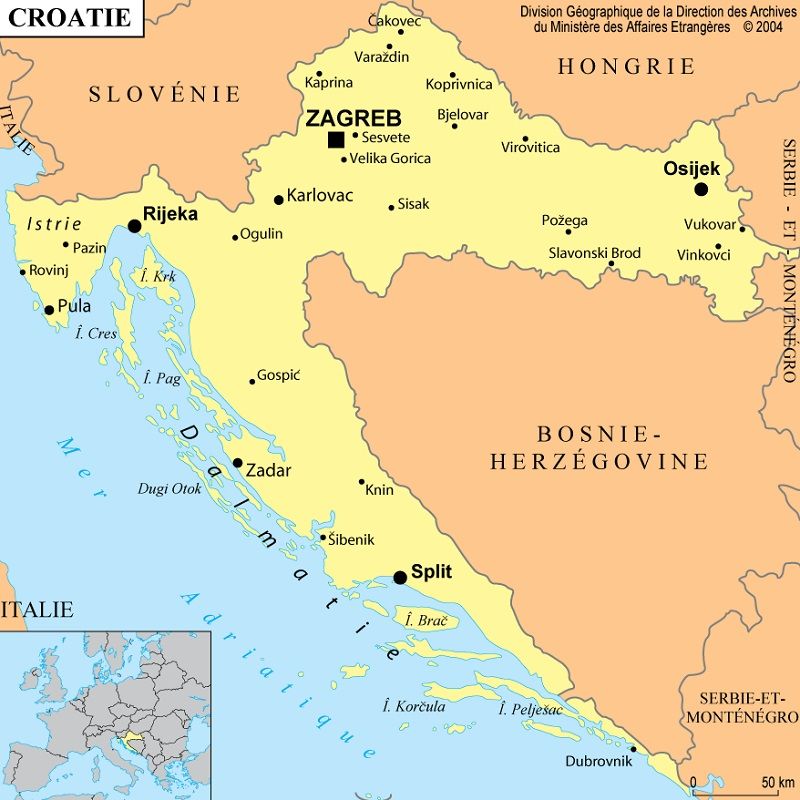 CROATIE
Division Géographique de la Direction des Archives
du Ministère des Affaires Etrangères © 2004
Čakovec
Varaždin
HONGRIE
Kaprina
Koprivnica
SLOVÉNIE
ITALIE
ZAGREB
Bjelovar
Sesvete
Virovitica
Velika Gorica
Osijek
SERBIE - ET - MONTÉNÉGRO
Karlovac
Sisak
Rijeka
Istrie
Ogulin
Požega
Vukovar
Pazin
Slavonski Brod
Vinkovci
Rovinj
Î. Krk
Pula
Î. Cres
Î. Pag
Gospić
BOSNIE-
HERZÉGOVINE
Dalmatie
Mer
Adriatique
Zadar
Dugi Otok
Knin
Šibenik
Split
ITALIE
Î. Brač
Î. Korčula
Î. Pelješac
SERBIE-ET-
MONTÉNÉGRO
Dubrovnik
0 50 km